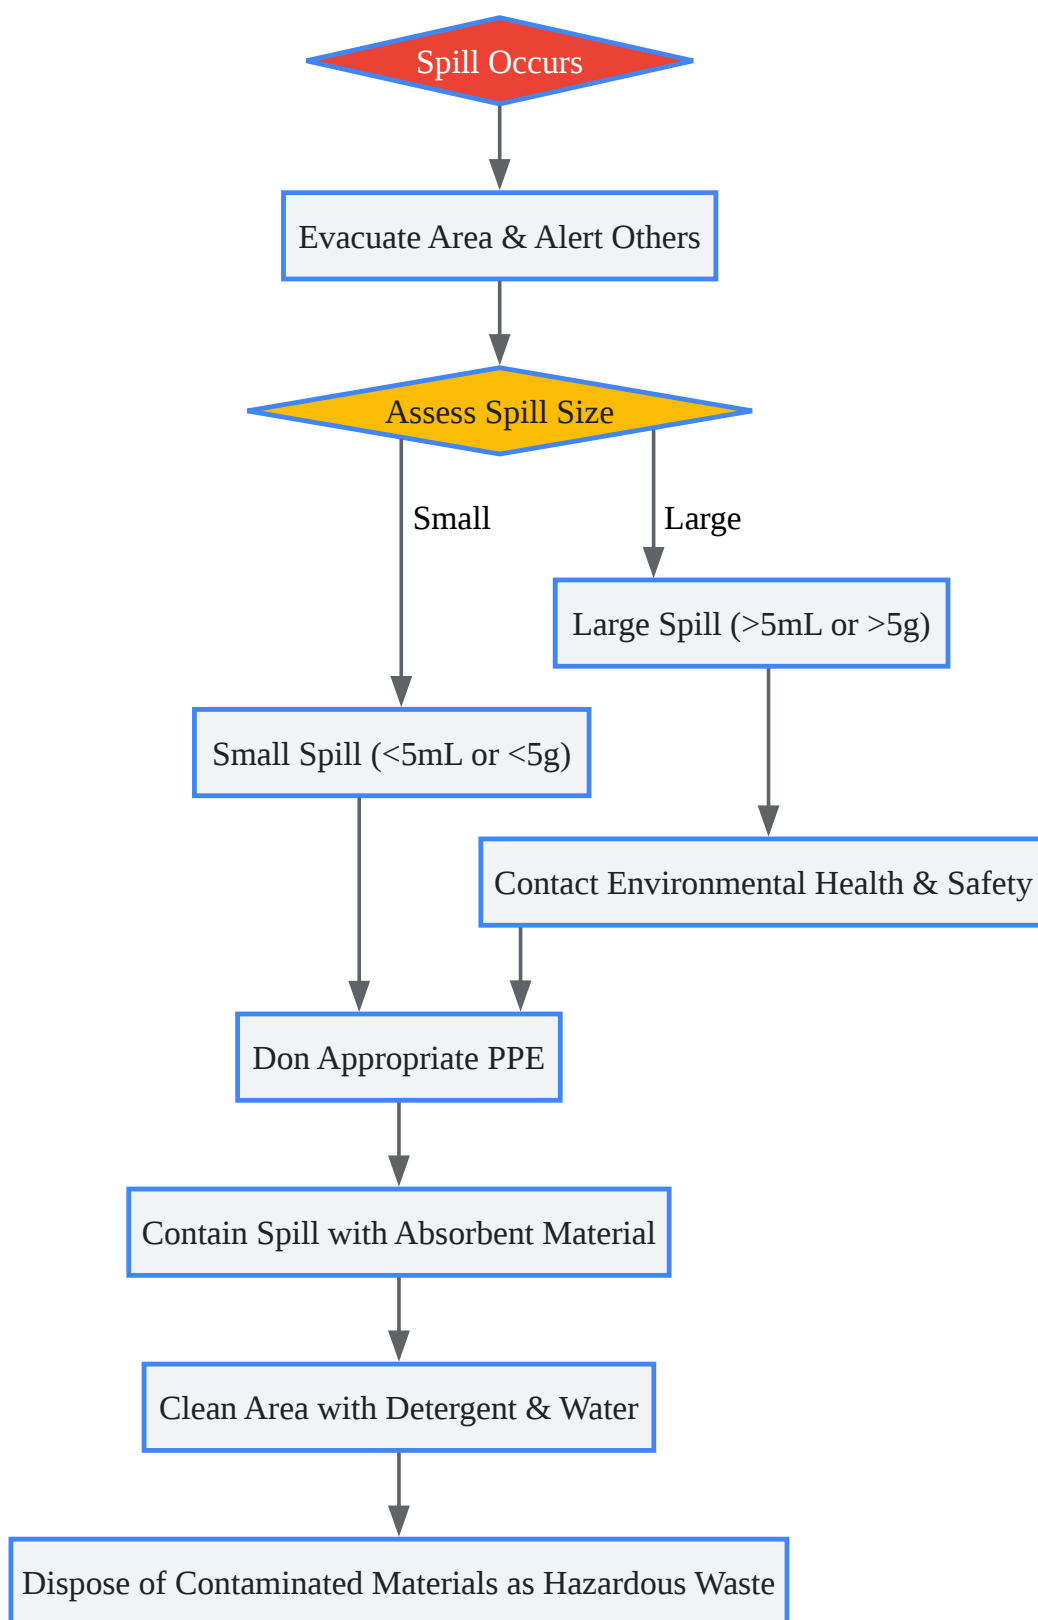 Spill Occurs
Evacuate Area & Alert Others
Assess Spill Size
Small
Large
Large Spill (>5mL or >5g)
Small Spill (<5mL or <5g)
Contact Environmental Health & Safety
Don Appropriate PPE
Contain Spill with Absorbent Material
Clean Area with Detergent & Water
Dispose of Contaminated Materials as Hazardous Waste